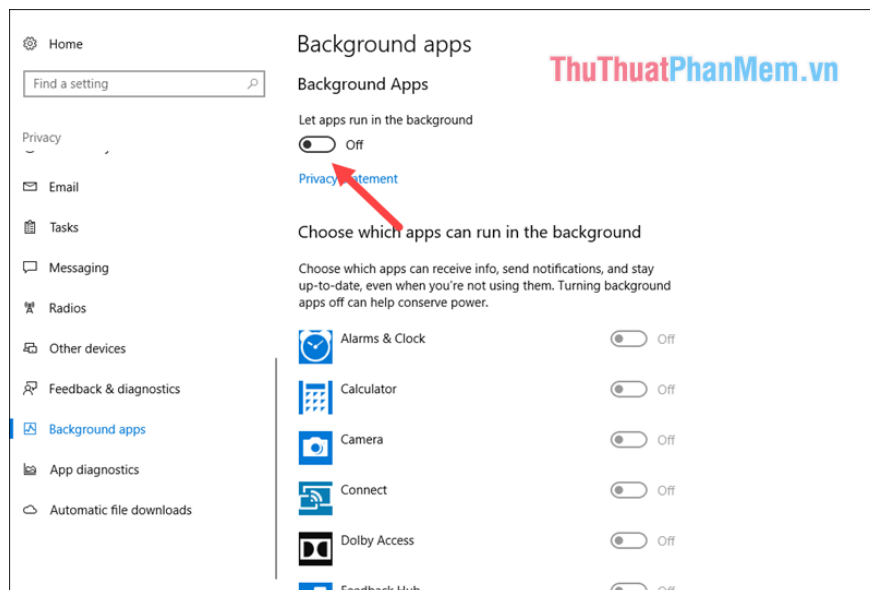 Home
Find a setting
Privacy
Email
Tasks
Messaging
Radios
Other devices
Feedback & diagnostics
Background apps
App diagnostics
Automatic file downloads
Background apps
ThuThuatPhanMem.vn
Background Apps
Let apps run in the background
Off
Privacy
Choose which apps can run in the background
Choose which apps can receive info, send notifications, and stay
up-to-date, even when you're not using them. Turning background
apps off can help conserve power.
Alarms & Clock Off
Calculator Off
Camera Off
Connect Off
Dolby Access Off
Feedback Hub Off